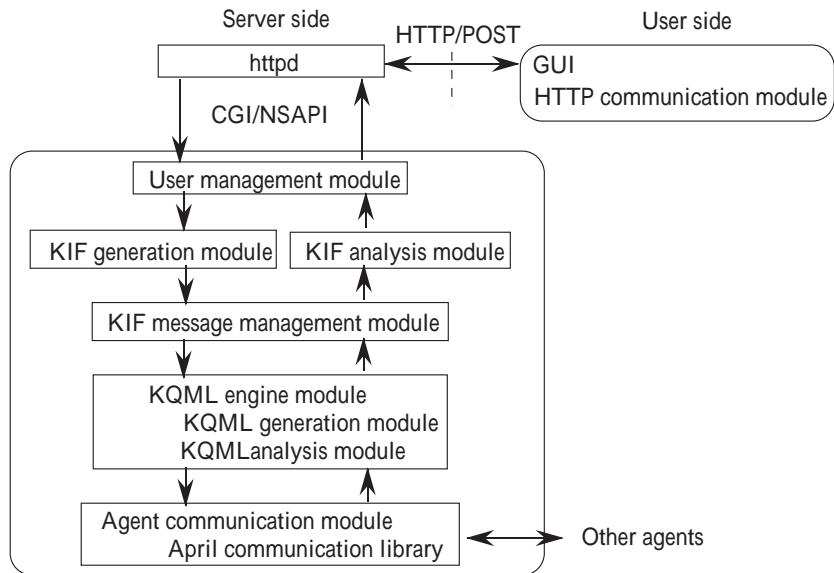 Server side
HTTP/POST
User side
httpd
GUI
HTTP communication module
CGI/NSAPI
User management module
KIF generation module
KIF analysis module
KIF message management module
KQML engine module
KQML generation module
KQMLanalysis module
Agent communication module
April communication library
Other agents